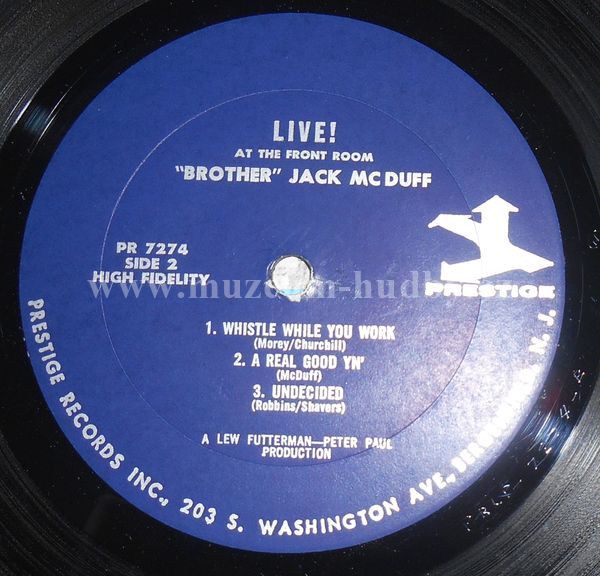 LIVE!
AT THE FRONT ROOM
"BROTHER" JACK MC DUFF
PR 7274
SIDE 2
HIGH FIDELITY
PRESTIGE
1. WHISTLE WHILE YOU WORK
(Morey/Churchill)
2. A REAL GOOD YN'
(McDuff)
3. UNDECIDED
(Robbins/Shavers)
A LEW FUTTERMAN—PETER PAUL
PRODUCTION
PRESTIGE RECORDS INC., 203 S. WASHINGTON AVE., N. J.